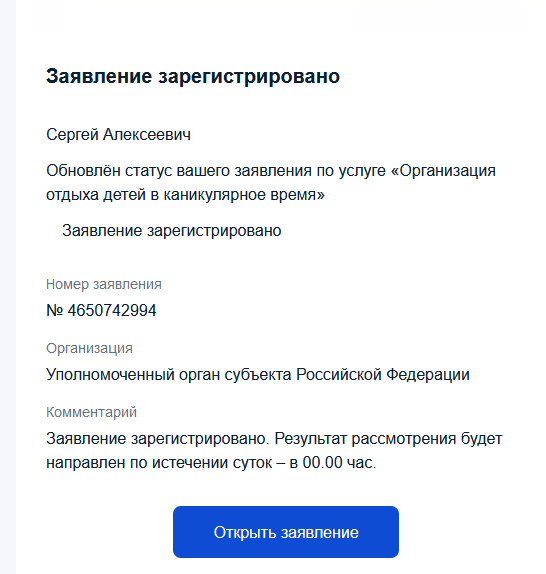 Заявление зарегистрировано
Сергей Алексеевич
Обновлён статус вашего заявления по услуге «Организация
отдыха детей в каникулярное время»
Заявление зарегистрировано
Номер заявления
№ 4650742994
Организация
Уполномоченный орган субъекта Российской Федерации
Комментарий
Заявление зарегистрировано. Результат рассмотрения будет
направлен по истечении суток – в 00.00 час.
Открыть заявление